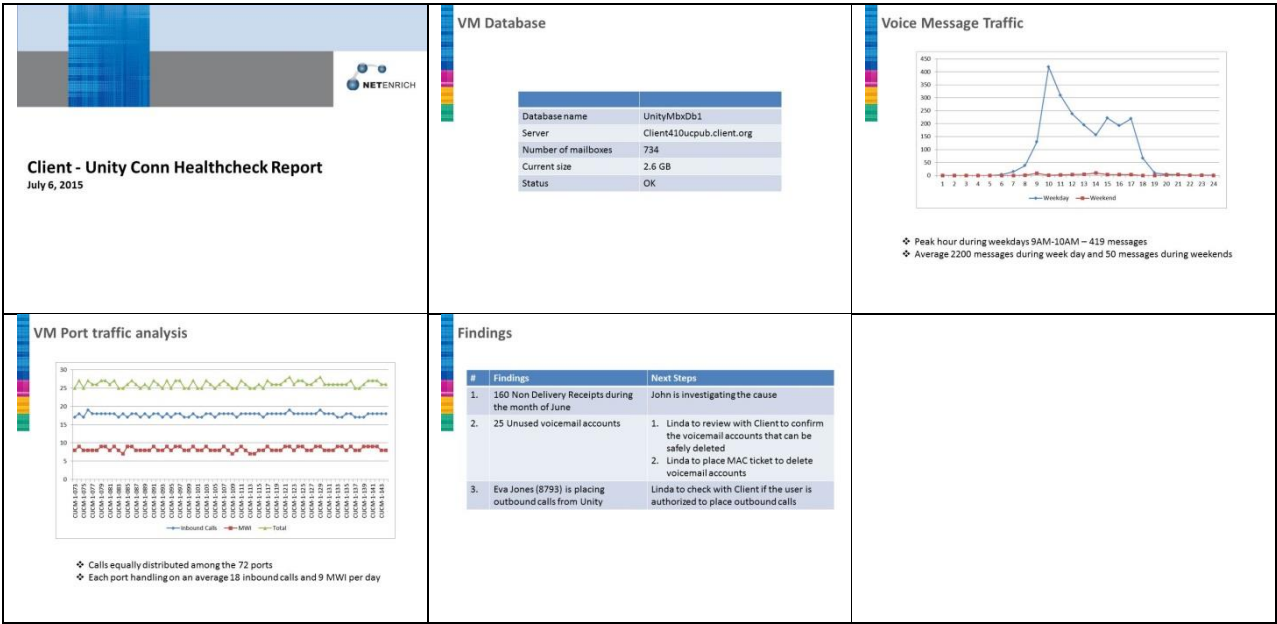 NETENRICH
Client - Unity Conn Healthcheck Report
July 6, 2015
VM Database
Database name UnityMbxDb1
Server Client410ucpub.client.org
Number of mailboxes 734
Current size 2.6 GB
Status OK
Voice Message Traffic
450
400
350
300
250
200
150
100
50
0
1 2 3 4 5 6 7 8 9 10 11 12 13 14 15 16 17 18 19 20 21 22 23 24
Weekday Weekend
❖ Peak hour during weekdays 9AM-10AM – 419 messages
❖ Average 2200 messages during week day and 50 messages during weekends
VM Port traffic analysis
30
25
20
15
10
5
0
Inbound Calls MWI Total
❖ Calls equally distributed among the 72 ports
❖ Each port handling on an average 18 inbound calls and 9 MWI per day
Findings
# Findings Next Steps
1. 160 Non Delivery Receipts during John is investigating the cause
the month of June
2. 25 Unused voicemail accounts 1. Linda to review with Client to confirm
the voicemail accounts that can be
safely deleted
2. Linda to place MAC ticket to delete
voicemail accounts
3. Eva Jones (8793) is placing Linda to check with Client if the user is
outbound calls from Unity authorized to place outbound calls